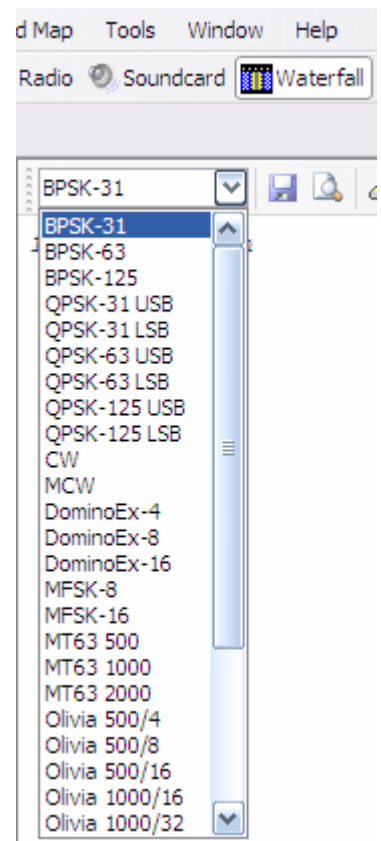 d Map Tools Window Help
Radio Soundcard Waterfall
BPSK-31
BPSK-31
BPSK-63
BPSK-125
QPSK-31 USB
QPSK-31 LSB
QPSK-63 USB
QPSK-63 LSB
QPSK-125 USB
QPSK-125 LSB
CW
MCW
DominoEx-4
DominoEx-8
DominoEx-16
MFSK-8
MFSK-16
MT63 500
MT63 1000
MT63 2000
Olivia 500/4
Olivia 500/8
Olivia 500/16
Olivia 1000/16
Olivia 1000/32